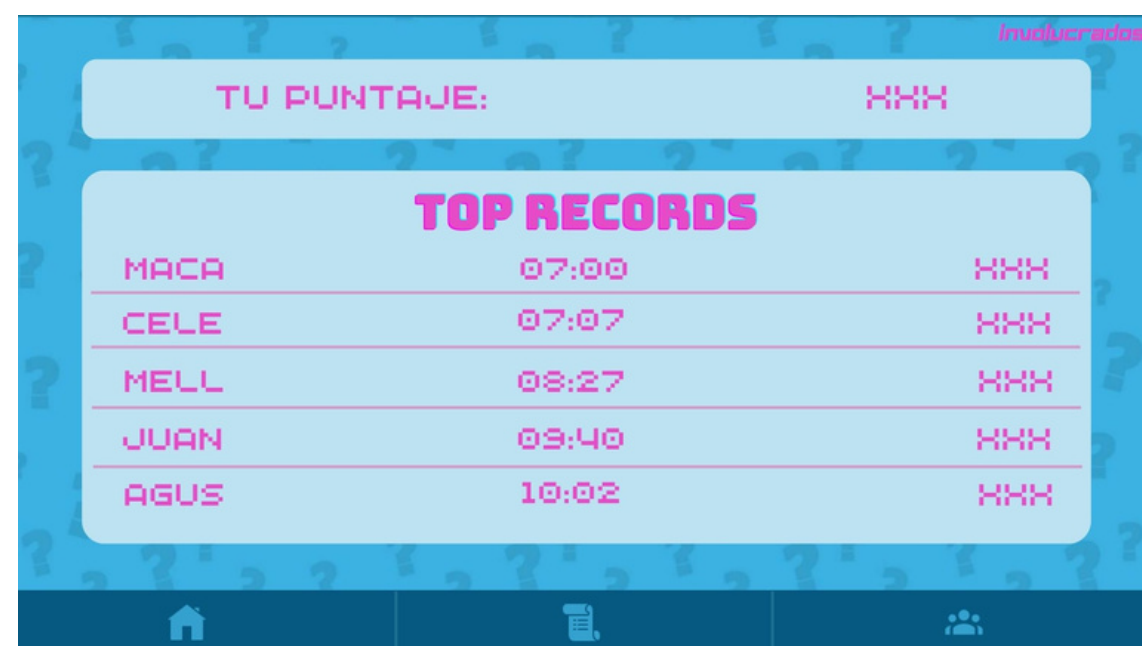 involucrados
TU PUNTAJE: XXX
TOP RECORDS
MACA 07:00 XXX
CELE 07:07 XXX
MELL 08:27 XXX
JUAN 09:40 XXX
AGUS 10:02 XXX